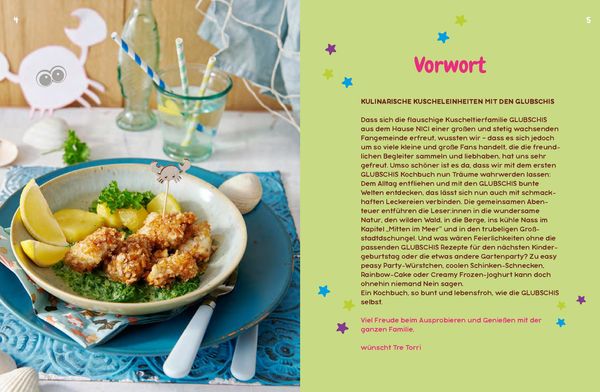 4
5
Vorwort
KULINARISCHE KUSCHELEINHEITEN MIT DEN GLUBSCHIS
Dass sich die flauschige Kuscheltierfamilie GLUBSCHIS
aus dem Hause NICI einer großen und stetig wachsenden
Fangemeinde erfreut, wussten wir – dass es sich jedoch
um so viele kleine und große Fans handelt, die die freund-
lichen Begleiter sammeln und liebhaben, hat uns sehr
gefreut. Umso schöner ist es da, dass wir mit dem ersten
GLUBSCHIS Kochbuch nun Träume wahrwerden lassen:
Dem Alltag entfliehen und mit den GLUBSCHIS bunte
Welten entdecken, das lässt sich nun auch mit schmack-
haften Leckereien verbinden. Die gemeinsamen Aben-
teuer entführen die Leser:innen in die wundersame
Natur, den wilden Wald, in die Berge, ins kühle Nass im
Kapitel „Mitten im Meer“ und in den trubeligen Groß-
stadtdschungel. Und was wären Feierlichkeiten ohne die
passenden GLUBSCHIS Rezepte für den nächsten Kinder-
geburtstag oder die etwas andere Gartenparty? Zu easy
peasy Party-Würstchen, coolen Schinken-Schnecken,
Rainbow-Cake oder Creamy Frozen-Joghurt kann doch
ohnehin niemand Nein sagen.
Ein Kochbuch, so bunt und lebensfroh, wie die GLUBSCHIS
selbst.
Viel Freude beim Ausprobieren und Genießen mit der
ganzen Familie,
wünscht Tre Torri